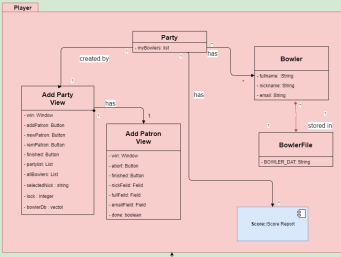 Player
Party
- myBowlers: list
created by
has
has
Bowler
- fullname : String
- nickname: String
- email: String
stored in
BowlerFile
- BOWLER_DAT: String
Add Party
View
- win: Window
- addPatron: Button
- newPatron: Button
- remPatron: Button
- finished: Button
- partylist: List
- allBowlers: List
- selectedNick : string
- lock : Integer
- bowlerDb : vector
has
1
Add Patron
View
- win: Window
- abort: Button
- finished: Button
- nickField: Field
- fullField: Field
- emailField: Field
- done: boolean
Score::Score Report